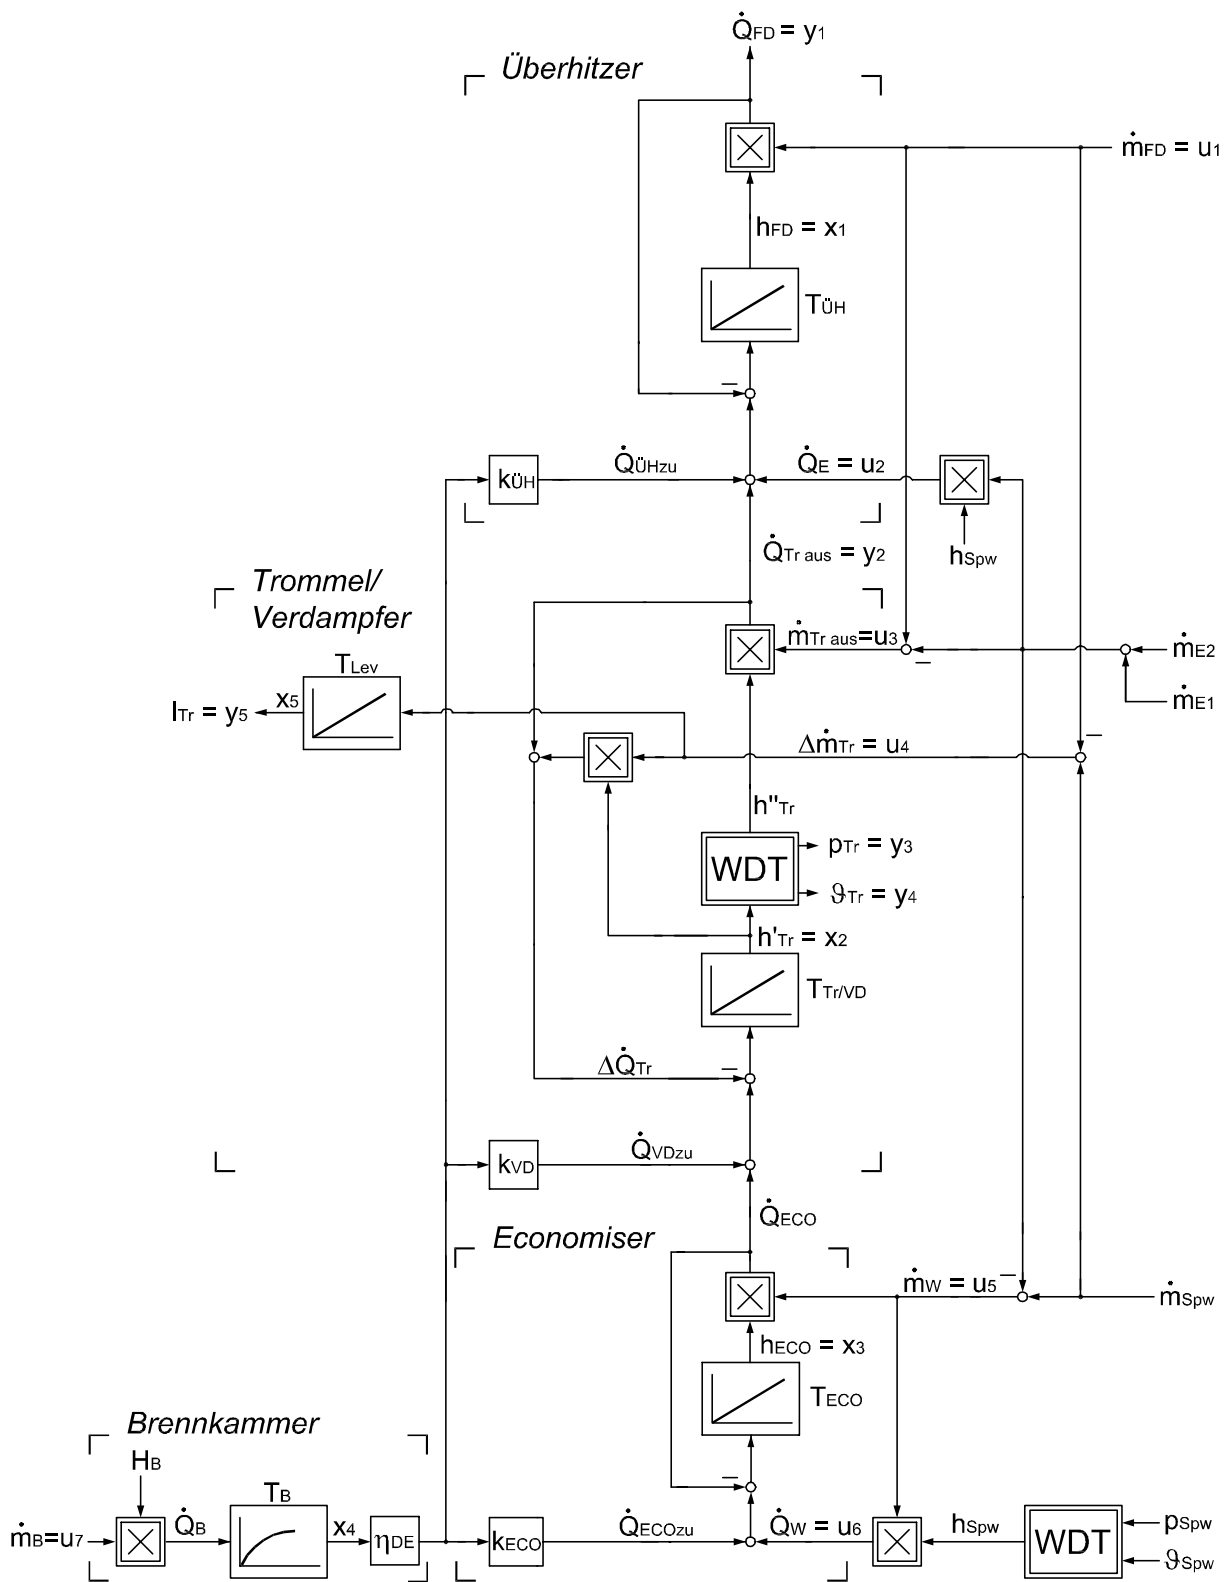 Q̇FD = y1
Überhitzer
ṁFD = u1
hFD = x1
TÜH
–
kÜH
Q̇ÜHzu
Q̇E = u2
hSpw
Q̇Tr aus = y2
Trommel/
Verdampfer
ṁTr aus=u3
–
ṁE2
ṁE1
TLev
x5
lTr = y5
ΔṁTr = u4
–
h''Tr
WDT
pTr = y3
ϑTr = y4
h'Tr = x2
TTr/VD
ΔQ̇Tr
–
kVD
Q̇VDzu
Q̇ECO
Economiser
ṁW = u5
–
ṁSpw
hECO = x3
TECO
–
Brennkammer
HB
ṁB=u7
Q̇B
TB
x4
ηDE
kECO
Q̇ECOzu
Q̇W = u6
hSpw
WDT
pSpw
ϑSpw